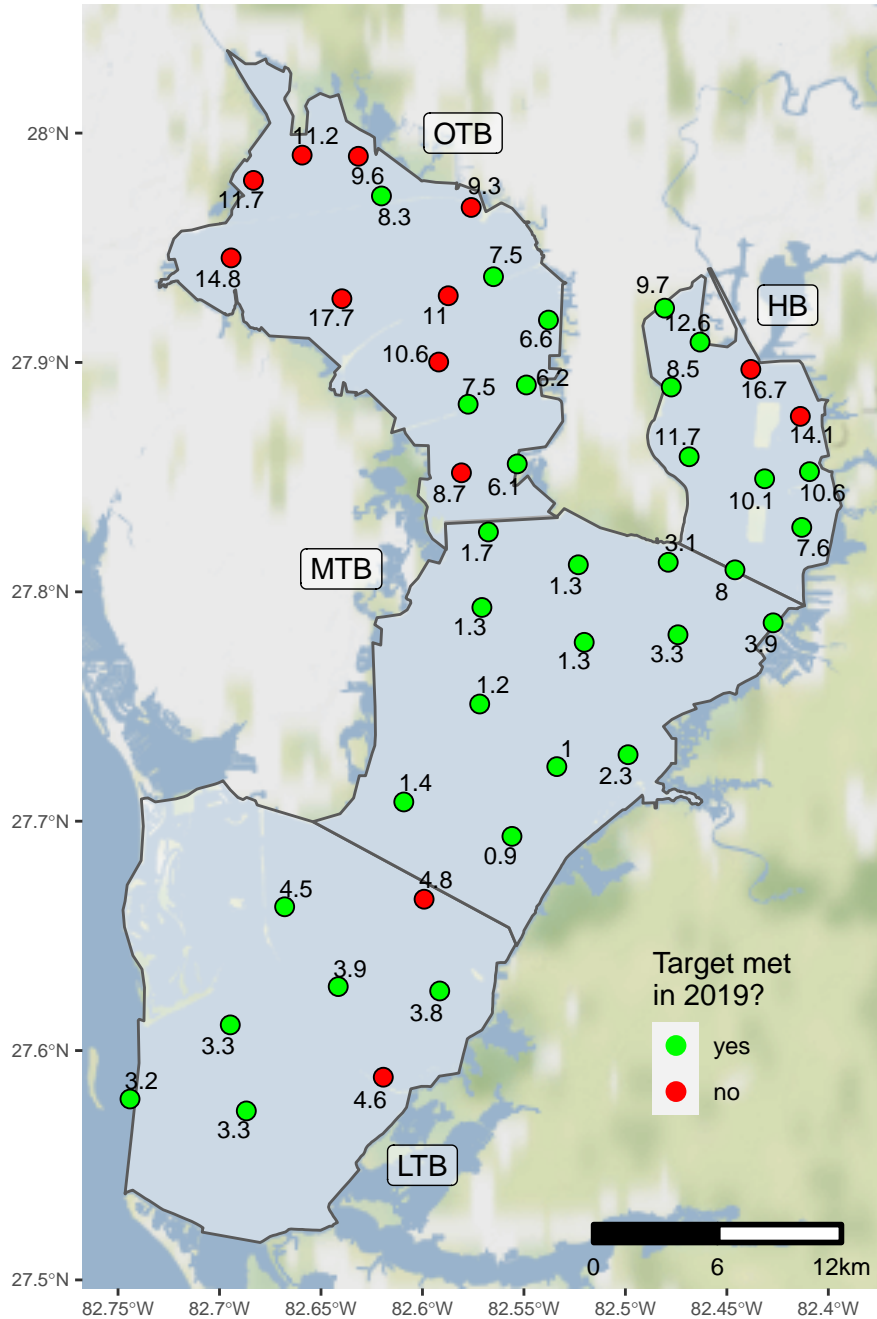 28°N
27.9°N
27.8°N
27.7°N
27.6°N
27.5°N
OTB
11.2
9.6
9.3
11.7
8.3
7.5
14.8
17.7
11
6.6
10.6
6.2
7.5
8.7
6.1
HB
9.7
12.6
8.5
16.7
11.7
14.1
10.1
10.6
7.6
8
MTB
1.7
1.3
3.1
1.3
1.3
3.3
3.9
1.2
1
2.3
1.4
0.9
4.8
4.5
3.9
3.8
3.3
3.2
3.3
4.6
LTB
Target met
in 2019?
yes
no
0 6 12km
82.75°W 82.7°W 82.65°W 82.6°W 82.55°W 82.5°W 82.45°W 82.4°W